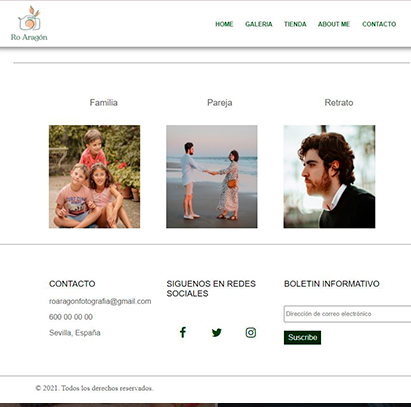 Ro Aragón
HOME GALERIA TIENDA ABOUT ME CONTACTO
Familia Pareja Retrato
CONTACTO
roaragonfotografia@gmail.com
600 00 00 00
Sevilla, España
SIGUENOS EN REDES
SOCIALES
BOLETIN INFORMATIVO
Dirección de correo electrónico
Suscribe
© 2021. Todos los derechos reservados.